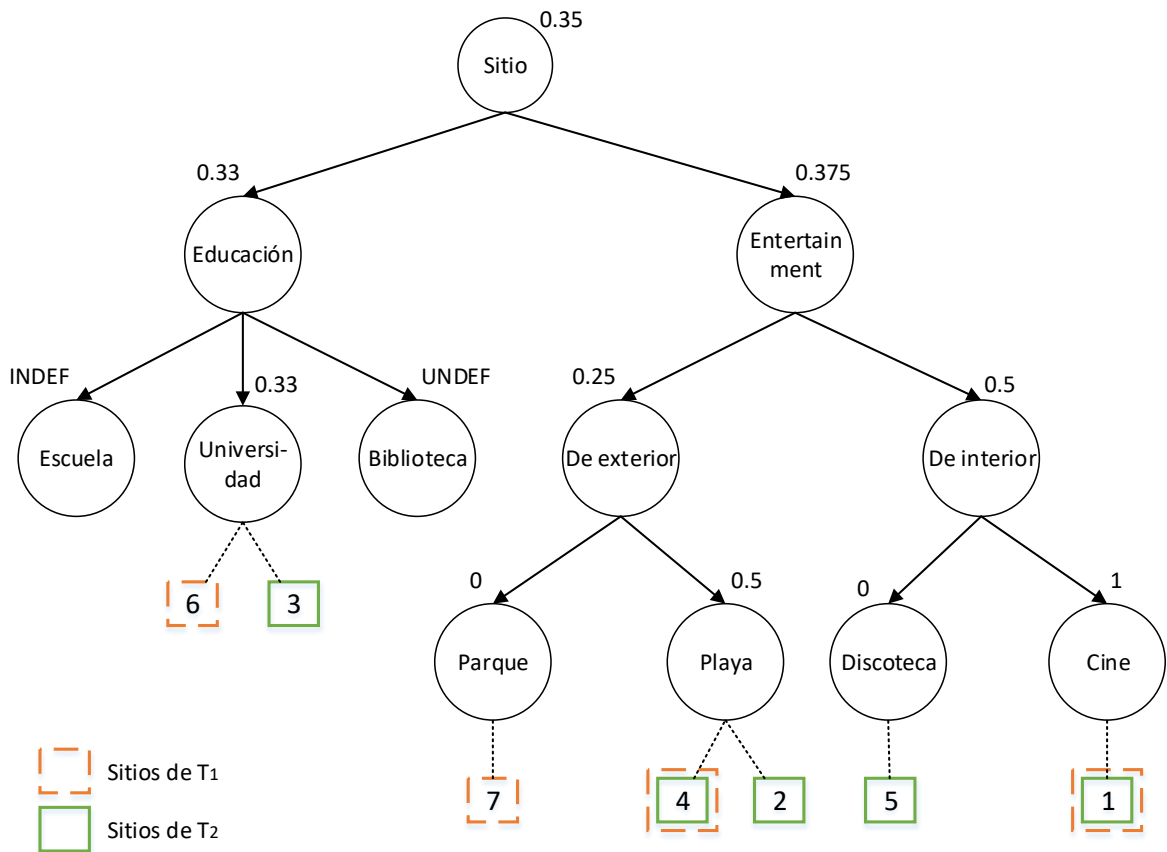 0.35
Sitio
0.33
0.375
Educación
Entertain
ment
INDEF
0.33
UNDEF
0.25
0.5
Escuela
Universi-
dad
Biblioteca
De exterior
De interior
6
3
0
0.5
0
1
Parque
Playa
Discoteca
Cine
7
4
2
5
1
Sitios de T1
Sitios de T2